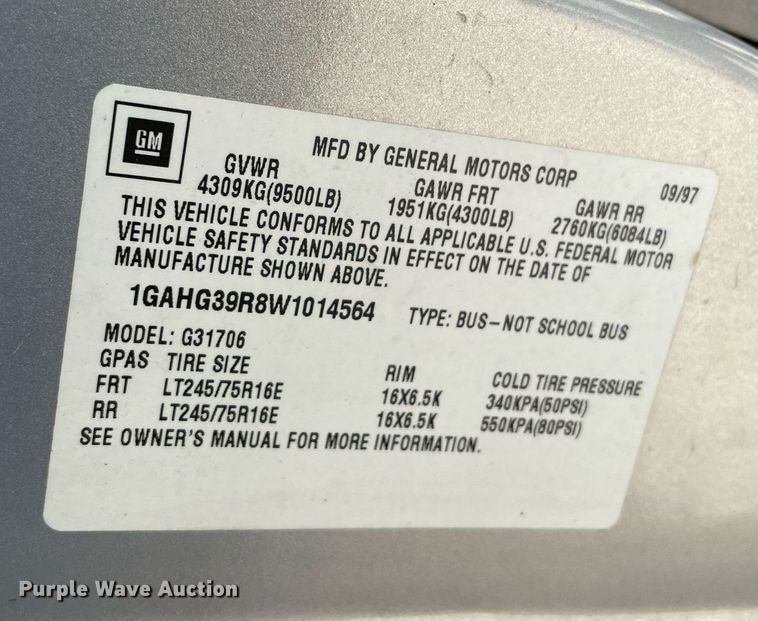 GM
MFD BY GENERAL MOTORS CORP 09/97
GVWR GAWR FRT GAWR RR
4309KG(9500LB) 1951KG(4300LB) 2760KG(6084LB)
THIS VEHICLE CONFORMS TO ALL APPLICABLE U.S. FEDERAL MOTOR
VEHICLE SAFETY STANDARDS IN EFFECT ON THE DATE OF
MANUFACTURE SHOWN ABOVE.
1GAHG39R8W1014564 TYPE: BUS-NOT SCHOOL BUS
MODEL: G31706
GPAS TIRE SIZE RIM COLD TIRE PRESSURE
FRT LT245/75R16E 16X6.5K 340KPA(50PSI)
RR LT245/75R16E 16X6.5K 550KPA(80PSI)
SEE OWNER'S MANUAL FOR MORE INFORMATION.
Purple Wave Auction